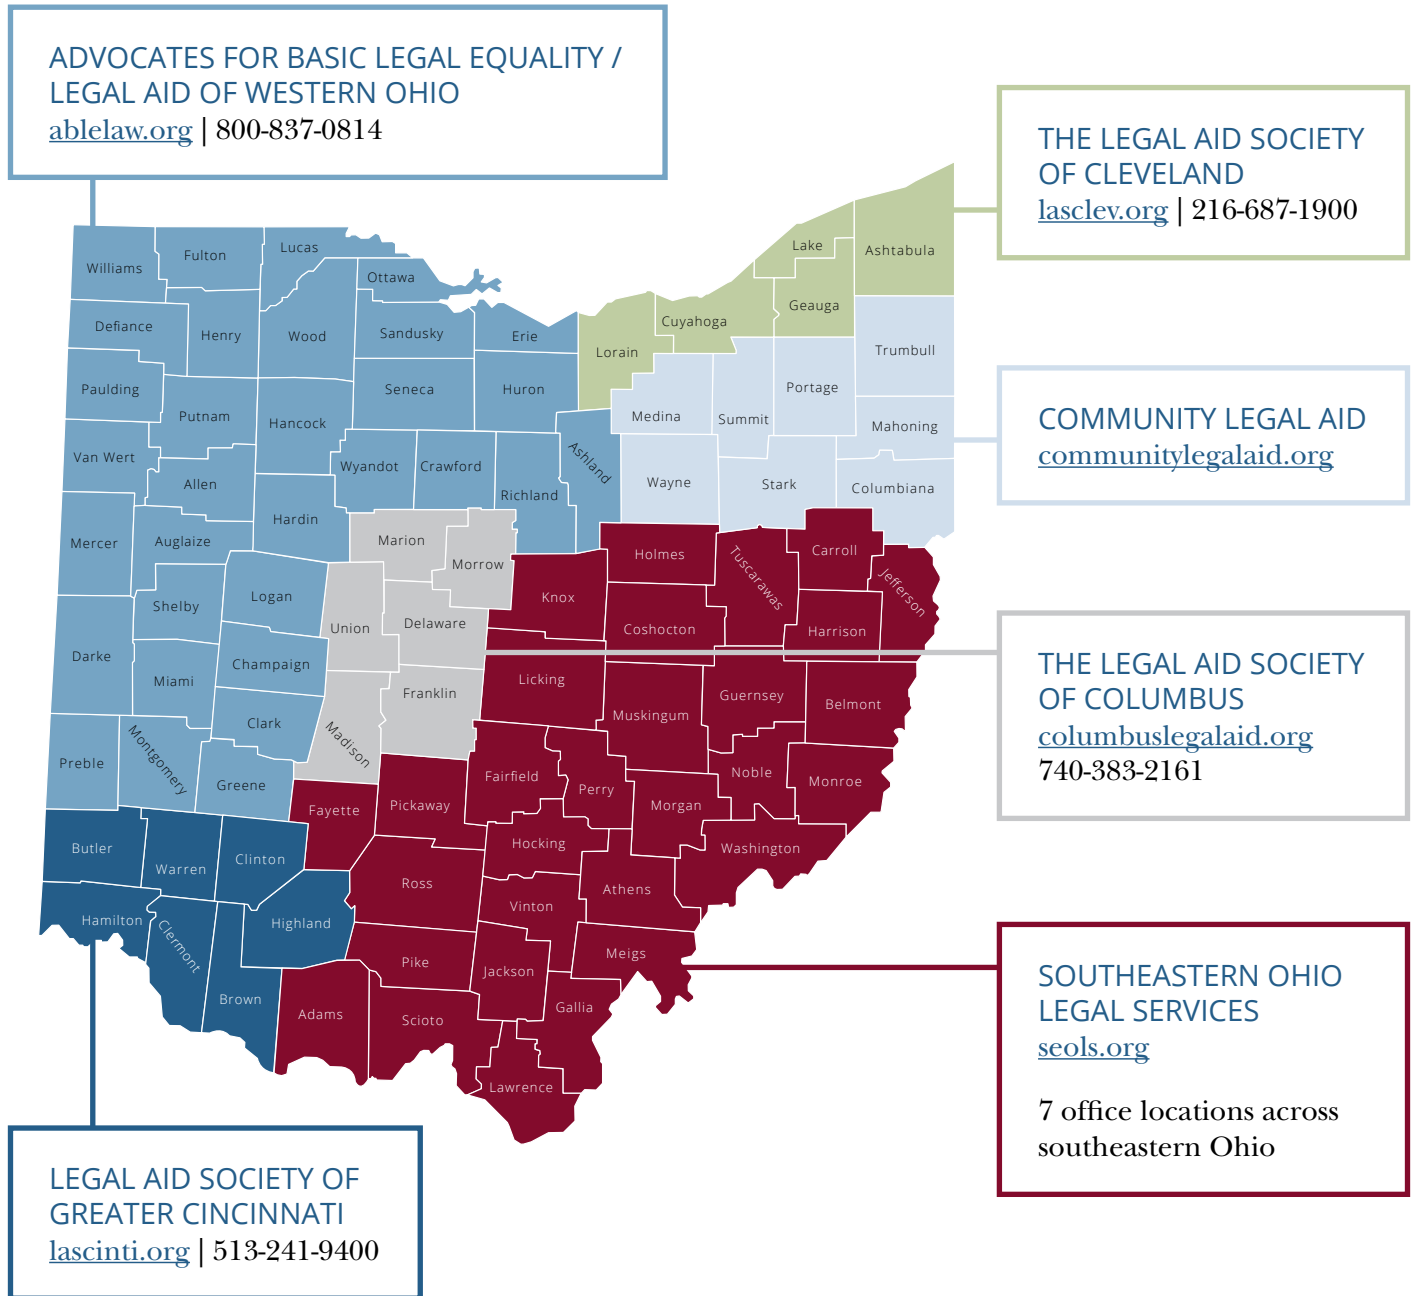 ADVOCATES FOR BASIC LEGAL EQUALITY /
LEGAL AID OF WESTERN OHIO
ablelaw.org | 800-837-0814
THE LEGAL AID SOCIETY
OF CLEVELAND
lasclev.org | 216-687-1900
COMMUNITY LEGAL AID
communitylegalaid.org
THE LEGAL AID SOCIETY
OF COLUMBUS
columbuslegalaid.org
740-383-2161
SOUTHEASTERN OHIO
LEGAL SERVICES
seols.org
7 office locations across
southeastern Ohio
LEGAL AID SOCIETY OF
GREATER CINCINNATI
lascinti.org | 513-241-9400
Williams
Fulton
Lucas
Ottawa
Defiance
Henry
Wood
Sandusky
Erie
Paulding
Putnam
Hancock
Seneca
Huron
Van Wert
Allen
Wyandot
Crawford
Richland
Ashland
Hardin
Mercer
Auglaize
Shelby
Logan
Darke
Miami
Champaign
Clark
Preble
Montgomery
Greene
Lake
Ashtabula
Geauga
Cuyahoga
Lorain
Trumbull
Portage
Medina
Summit
Mahoning
Wayne
Stark
Columbiana
Marion
Morrow
Union
Delaware
Franklin
Madison
Holmes
Tuscarawas
Carroll
Jefferson
Knox
Coshocton
Harrison
Licking
Muskingum
Guernsey
Belmont
Fairfield
Perry
Noble
Monroe
Morgan
Fayette
Pickaway
Hocking
Washington
Ross
Athens
Vinton
Meigs
Pike
Jackson
Gallia
Adams
Scioto
Lawrence
Butler
Warren
Clinton
Hamilton
Clermont
Highland
Brown